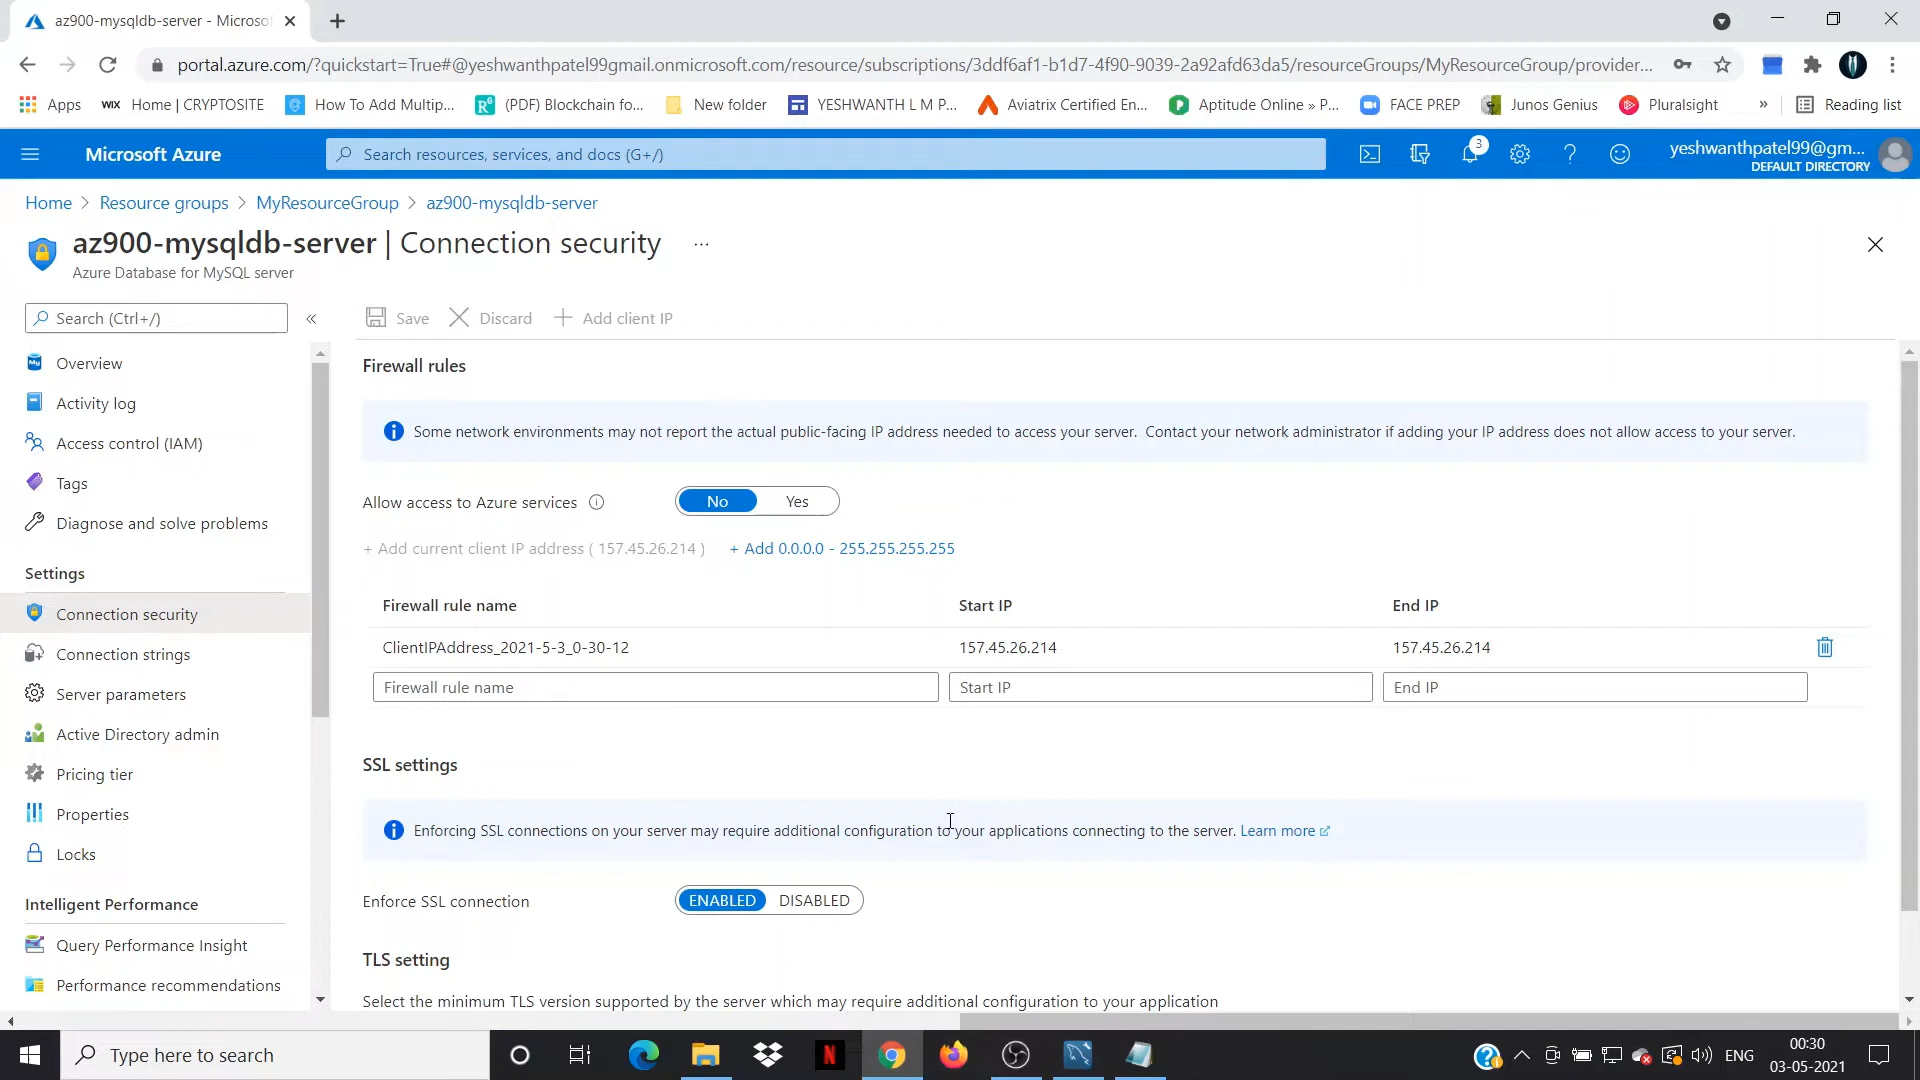 az900-mysqldb-server - Microsof
portal.azure.com/?quickstart=True#@yeshwanthpatel99gmail.onmicrosoft.com/resource/subscriptions/3ddf6af1-b1d7-4f90-9039-2a92afd63da5/resourceGroups/MyResourceGroup/provider...
Apps
WIX Home | CRYPTOSITE
How To Add Multip...
R⁶ (PDF) Blockchain fo...
New folder
YESHWANTH L M P...
Aviatrix Certified En...
Aptitude Online » P...
FACE PREP
Junos Genius
Pluralsight
»
Reading list
Microsoft Azure
Search resources, services, and docs (G+/)
3
yeshwanthpatel99@gm...
DEFAULT DIRECTORY
Home > Resource groups > MyResourceGroup > az900-mysqldb-server
az900-mysqldb-server | Connection security ...
Azure Database for MySQL server
Search (Ctrl+/)
«
Overview
Activity log
Access control (IAM)
Tags
Diagnose and solve problems
Settings
Connection security
Connection strings
Server parameters
Active Directory admin
Pricing tier
Properties
Locks
Intelligent Performance
Query Performance Insight
Performance recommendations
Save
Discard
+ Add client IP
Firewall rules
Some network environments may not report the actual public-facing IP address needed to access your server. Contact your network administrator if adding your IP address does not allow access to your server.
Allow access to Azure services
No Yes
+ Add current client IP address ( 157.45.26.214 ) + Add 0.0.0.0 - 255.255.255.255
Firewall rule name Start IP End IP
ClientIPAddress_2021-5-3_0-30-12 157.45.26.214 157.45.26.214
Firewall rule name Start IP End IP
SSL settings
Enforcing SSL connections on your server may require additional configuration to your applications connecting to the server. Learn more
Enforce SSL connection
ENABLED DISABLED
TLS setting
Select the minimum TLS version supported by the server which may require additional configuration to your application
Type here to search
N
ENG
00:30
03-05-2021